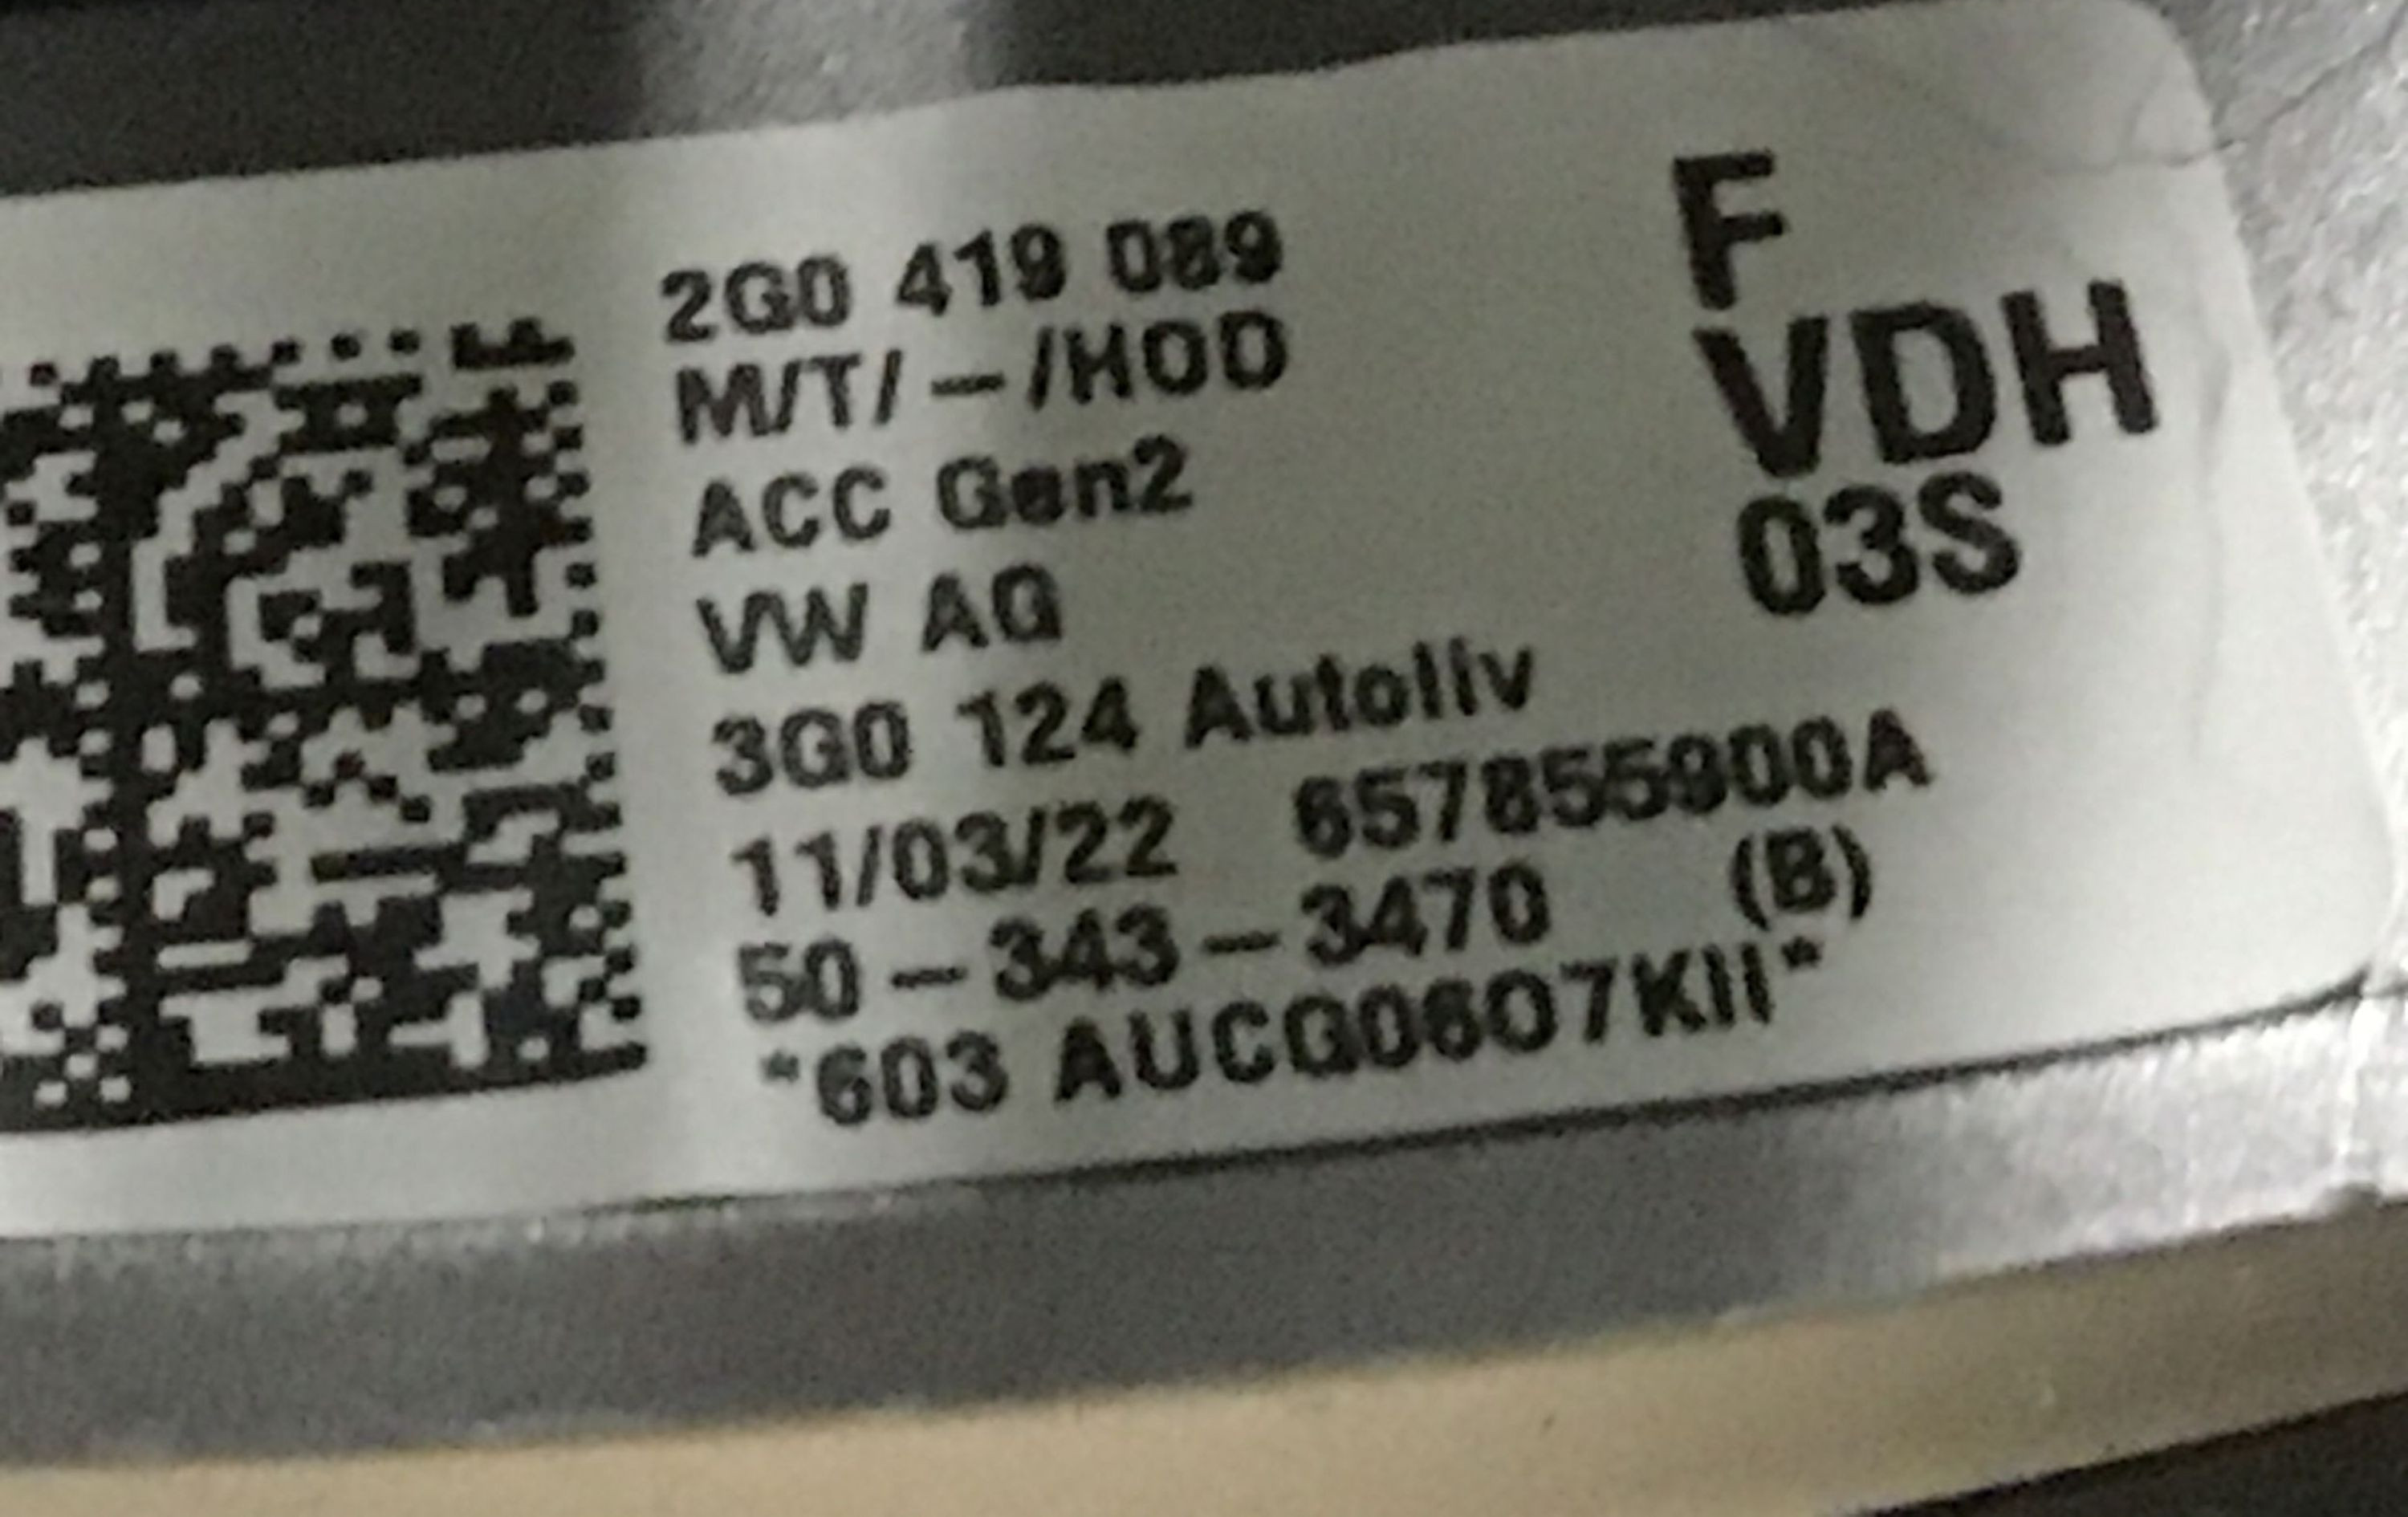 2G0 419 089 F
M/T/–/HOD VDH
ACC Gen2 03S
VW AG
3G0 124 Autoliv
11/03/22 657855900A
50–343–3470 (B)
*603 AUCG06O7KII*